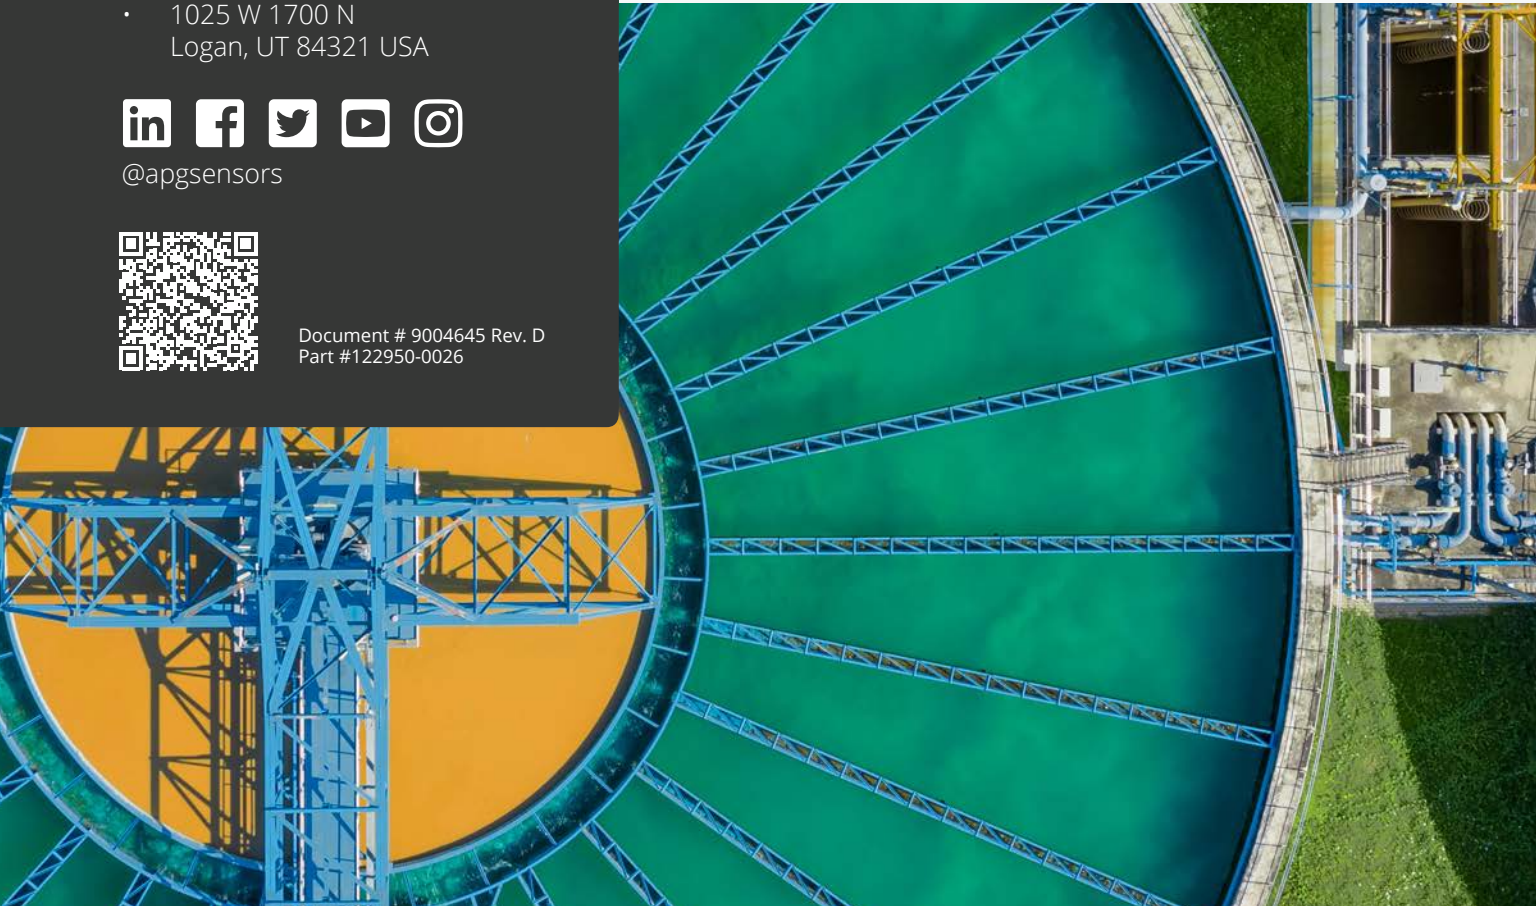 • 1025 W 1700 N
Logan, UT 84321 USA
@apgsensors
Document # 9004645 Rev. D
Part #122950-0026